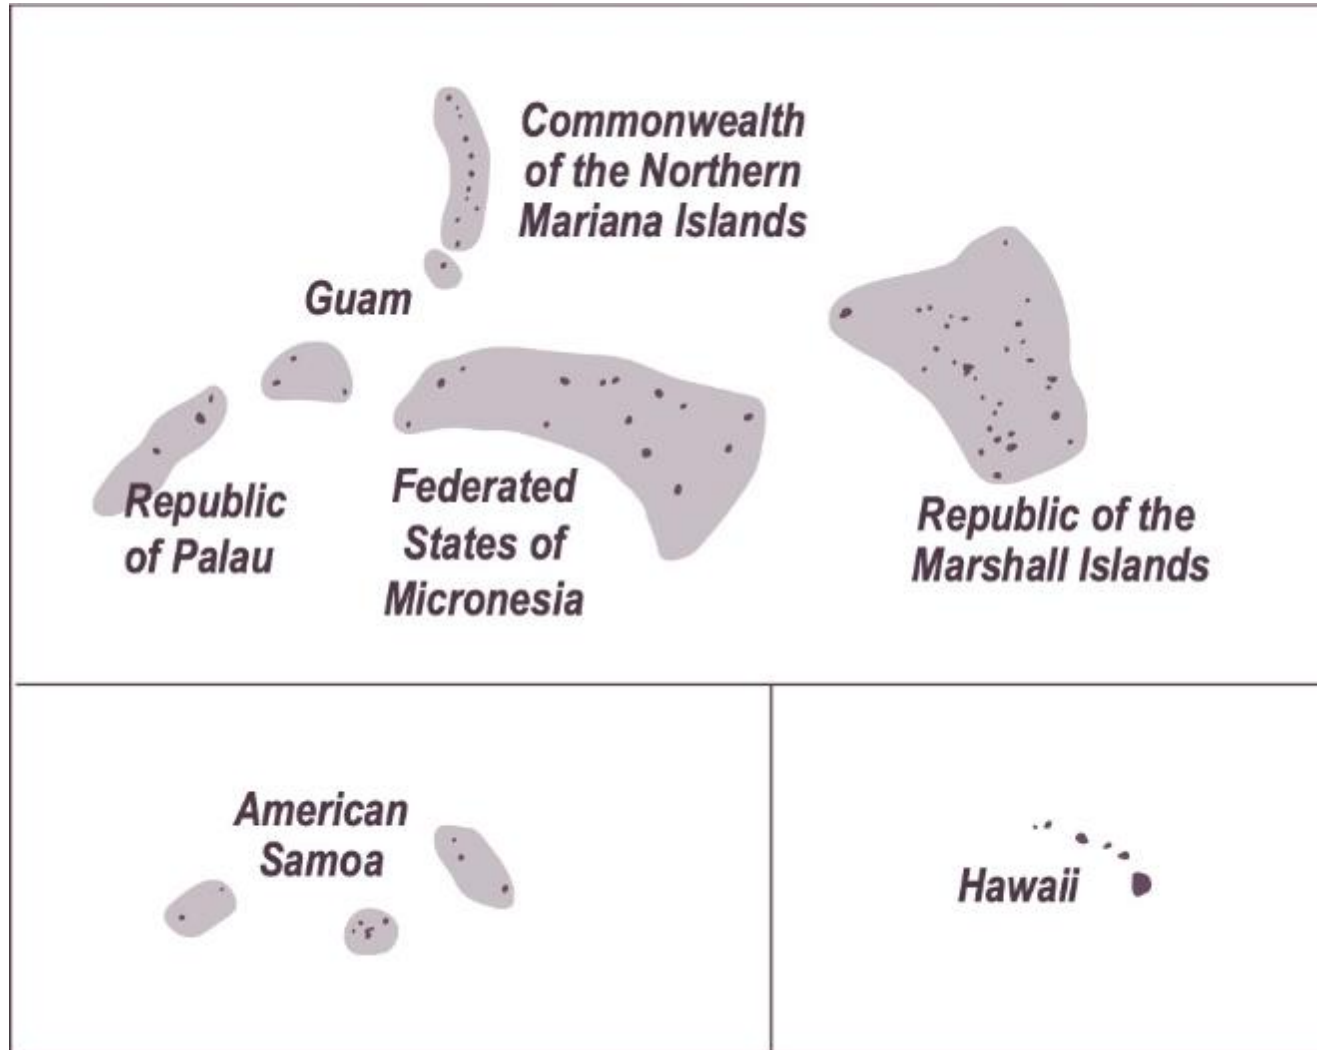 Commonwealth
of the Northern
Mariana Islands
Guam
Republic
of Palau
Federated
States of
Micronesia
Republic of the
Marshall Islands
American
Samoa
Hawaii